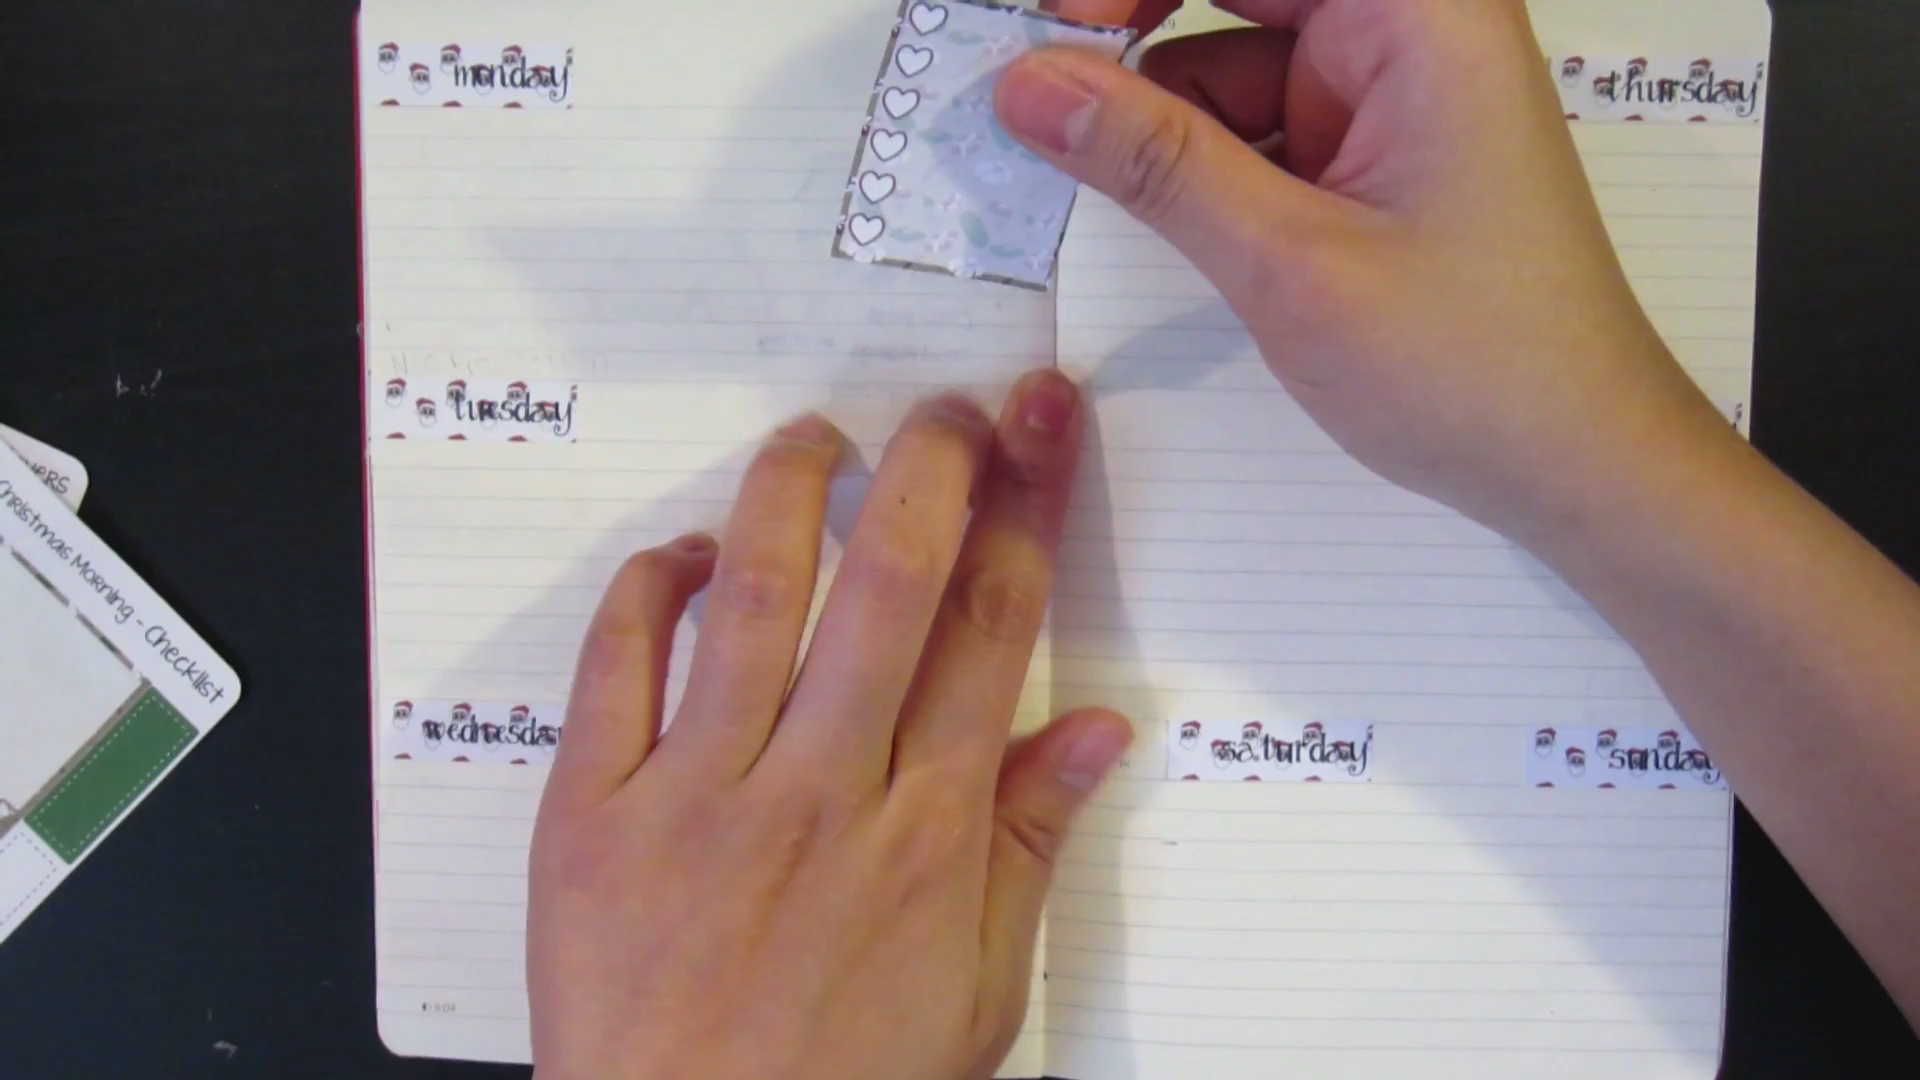 monday
thursday
tuesday
Christmas Morning - Checklist
wednesday
saturday
sunday